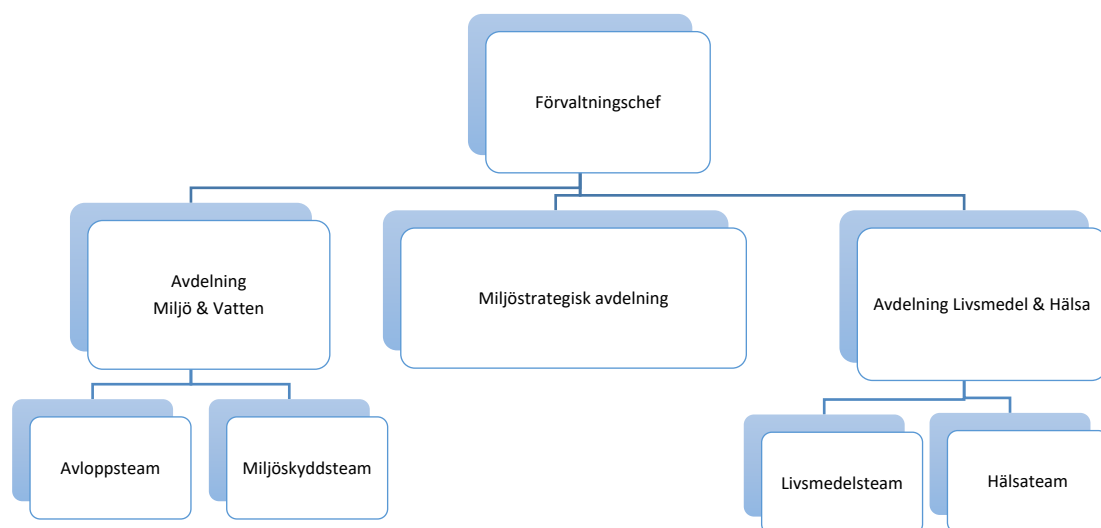 Förvaltningschef
Avdelning
Miljö & Vatten
Miljöstrategisk avdelning
Avdelning Livsmedel & Hälsa
Avloppsteam
Miljöskyddsteam
Livsmedelsteam
Hälsateam